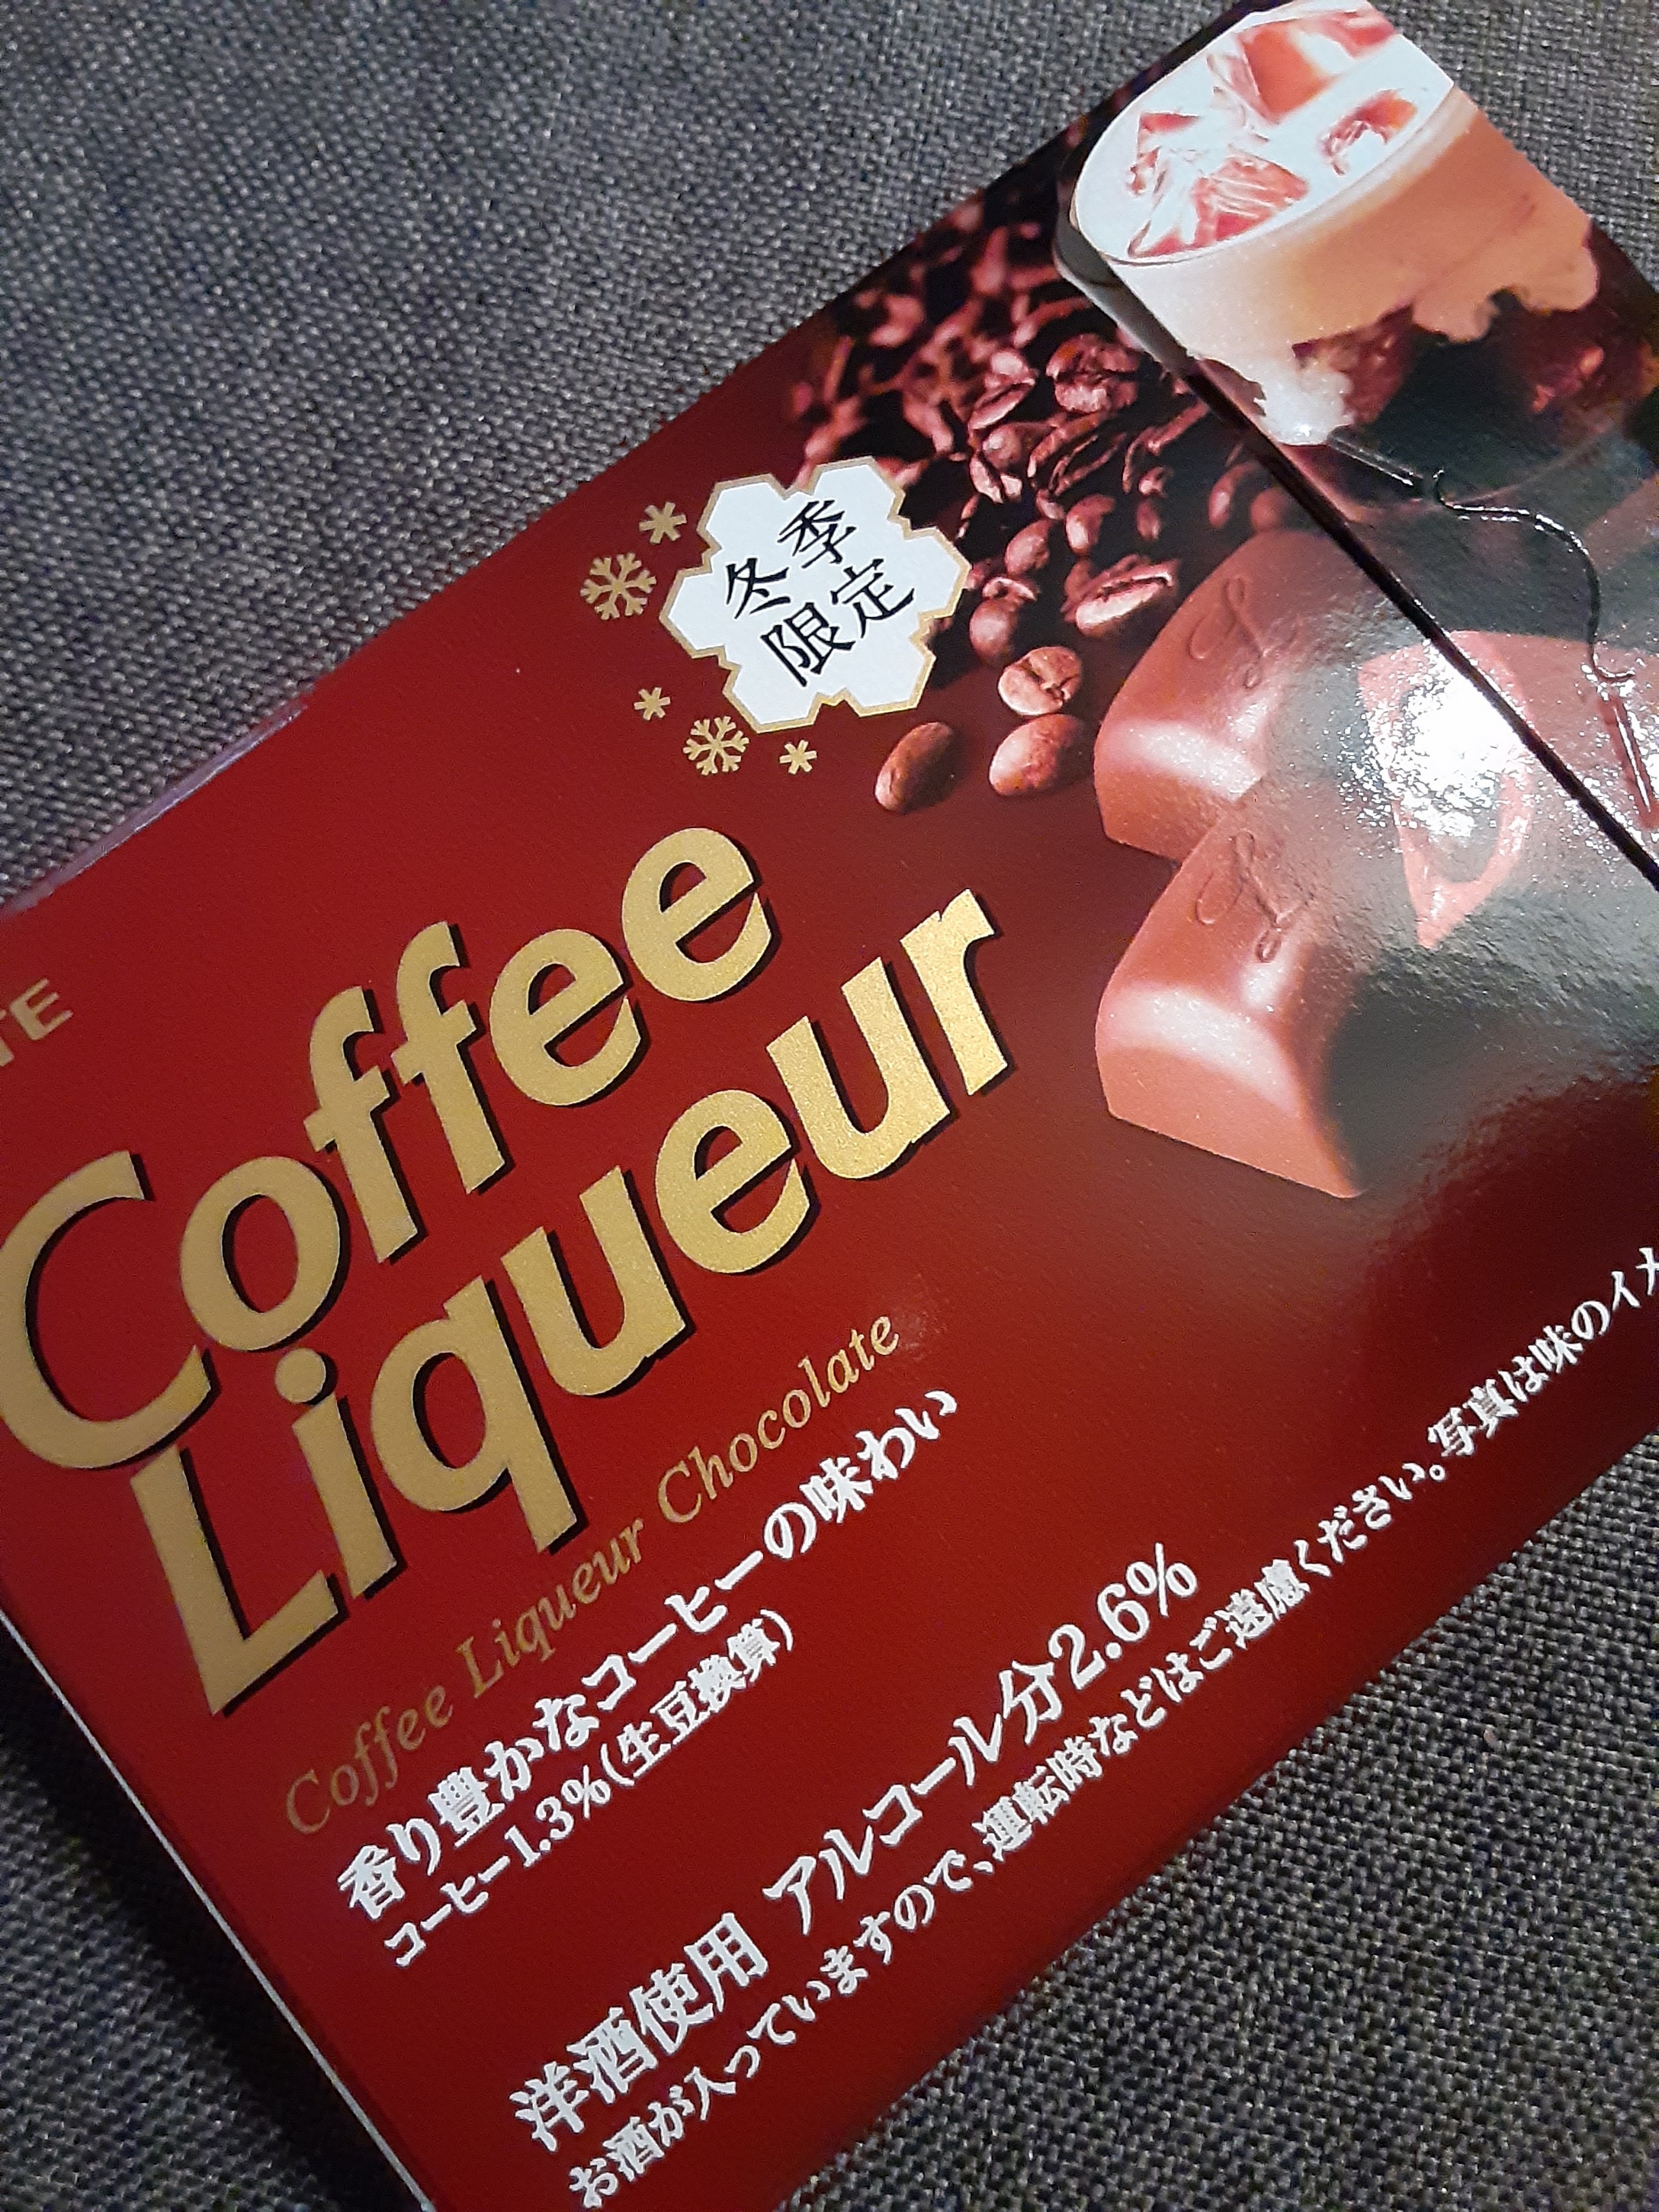 冬季
限定
TE
Coffee
Liqueur
Coffee Liqueur Chocolate
香り豊かなコーヒーの味わい
コーヒー1.3%(生豆換算)
洋酒使用 アルコール分2.6%
お酒が入っていますので、運転時などはご遠慮ください。写真は味のイメ